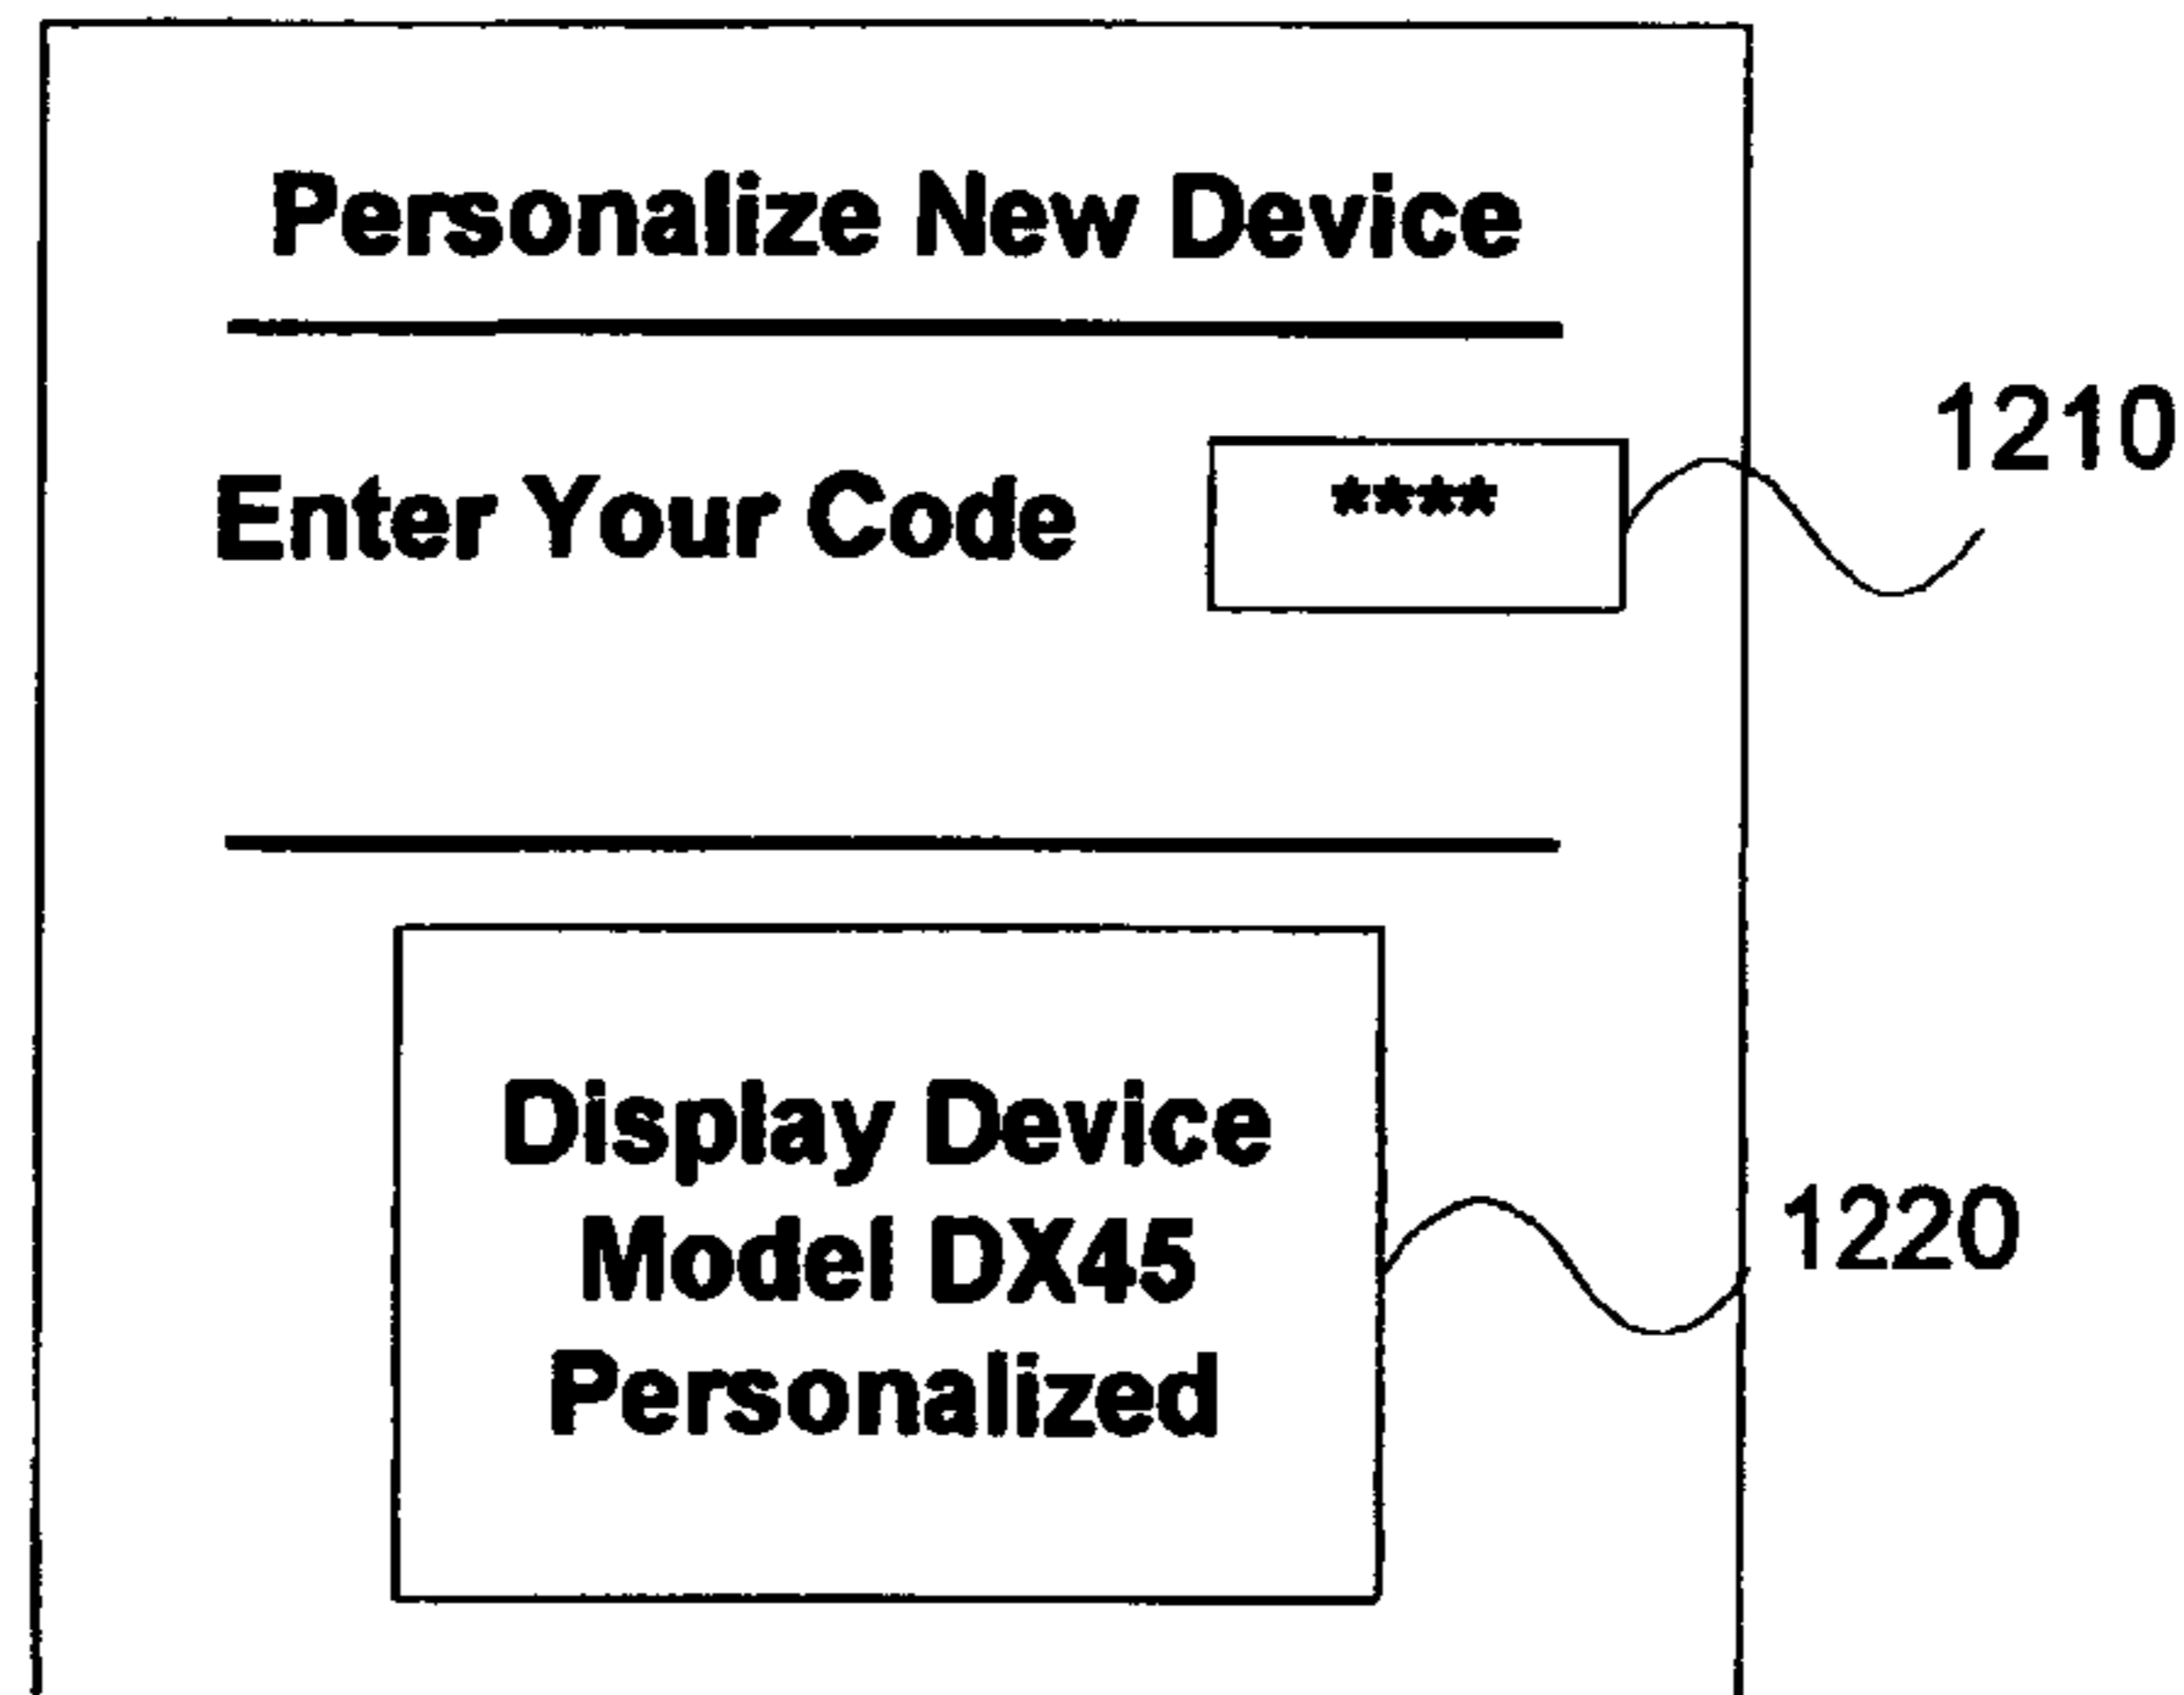 Personalize New Device
1210
Enter Your Code ****
Display Device
Model DX45
Personalized
1220